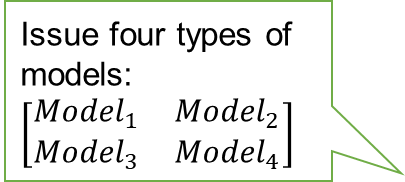 Issue four types of
models:
[Model₁ Model₂
Model₃ Model₄]